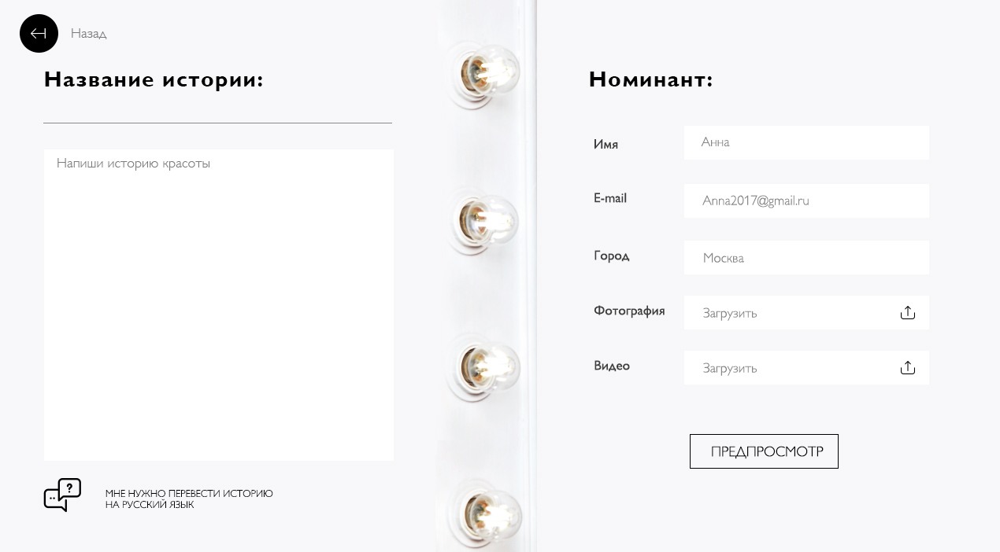 Назад
Название истории:
Напиши историю красоты
?
МНЕ НУЖНО ПЕРЕВЕСТИ ИСТОРИЮ
НА РУССКИЙ ЯЗЫК
Номинант:
Имя
Анна
E-mail
Anna2017@gmail.ru
Город
Москва
Фотография
Загрузить
Видео
Загрузить
ПРЕДПРОСМОТР